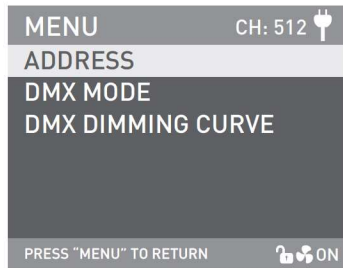 MENU CH: 512
ADDRESS
DMX MODE
DMX DIMMING CURVE
PRESS "MENU" TO RETURN ON